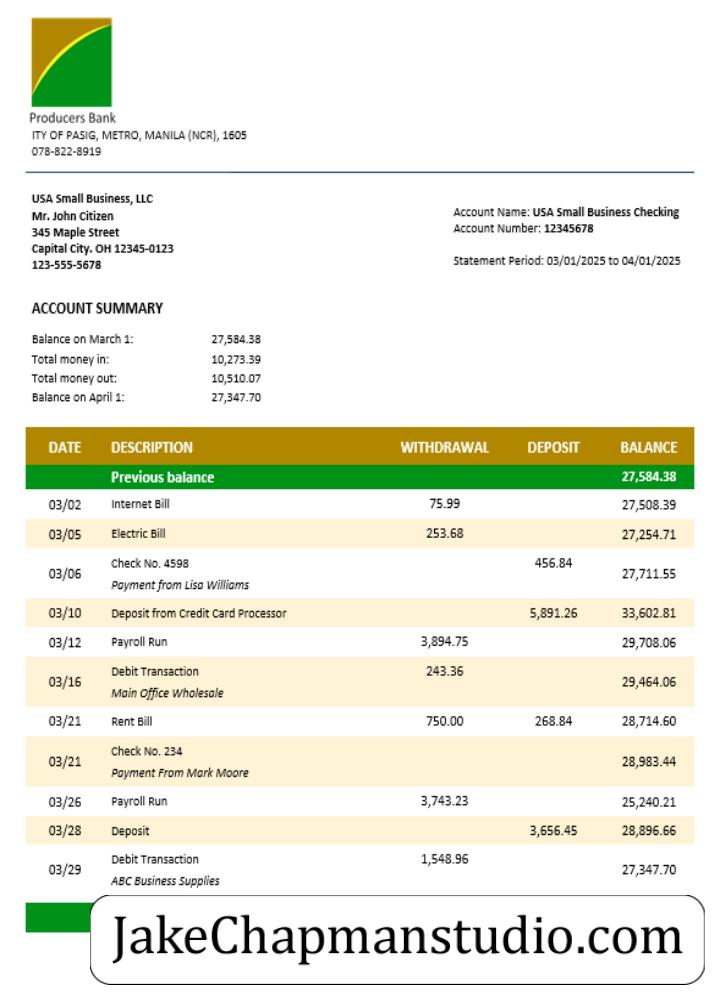 Producers Bank
ITY OF PASIG, METRO, MANILA (NCR), 1605
078-822-8919
USA Small Business, LLC
Mr. John Citizen
345 Maple Street
Capital City. OH 12345-0123
123-555-5678
Account Name: USA Small Business Checking
Account Number: 12345678
Statement Period: 03/01/2025 to 04/01/2025
ACCOUNT SUMMARY
Balance on March 1: 27,584.38
Total money in: 10,273.39
Total money out: 10,510.07
Balance on April 1: 27,347.70
DATE DESCRIPTION WITHDRAWAL DEPOSIT BALANCE
Previous balance 27,584.38
03/02 Internet Bill 75.99 27,508.39
03/05 Electric Bill 253.68 27,254.71
03/06 Check No. 4598 456.84 27,711.55
Payment from Lisa Williams
03/10 Deposit from Credit Card Processor 5,891.26 33,602.81
03/12 Payroll Run 3,894.75 29,708.06
03/16 Debit Transaction 243.36 29,464.06
Main Office Wholesale
03/21 Rent Bill 750.00 268.84 28,714.60
03/21 Check No. 234 28,983.44
Payment From Mark Moore
03/26 Payroll Run 3,743.23 25,240.21
03/28 Deposit 3,656.45 28,896.66
03/29 Debit Transaction 1,548.96 27,347.70
ABC Business Supplies
JakeChapmanstudio.com